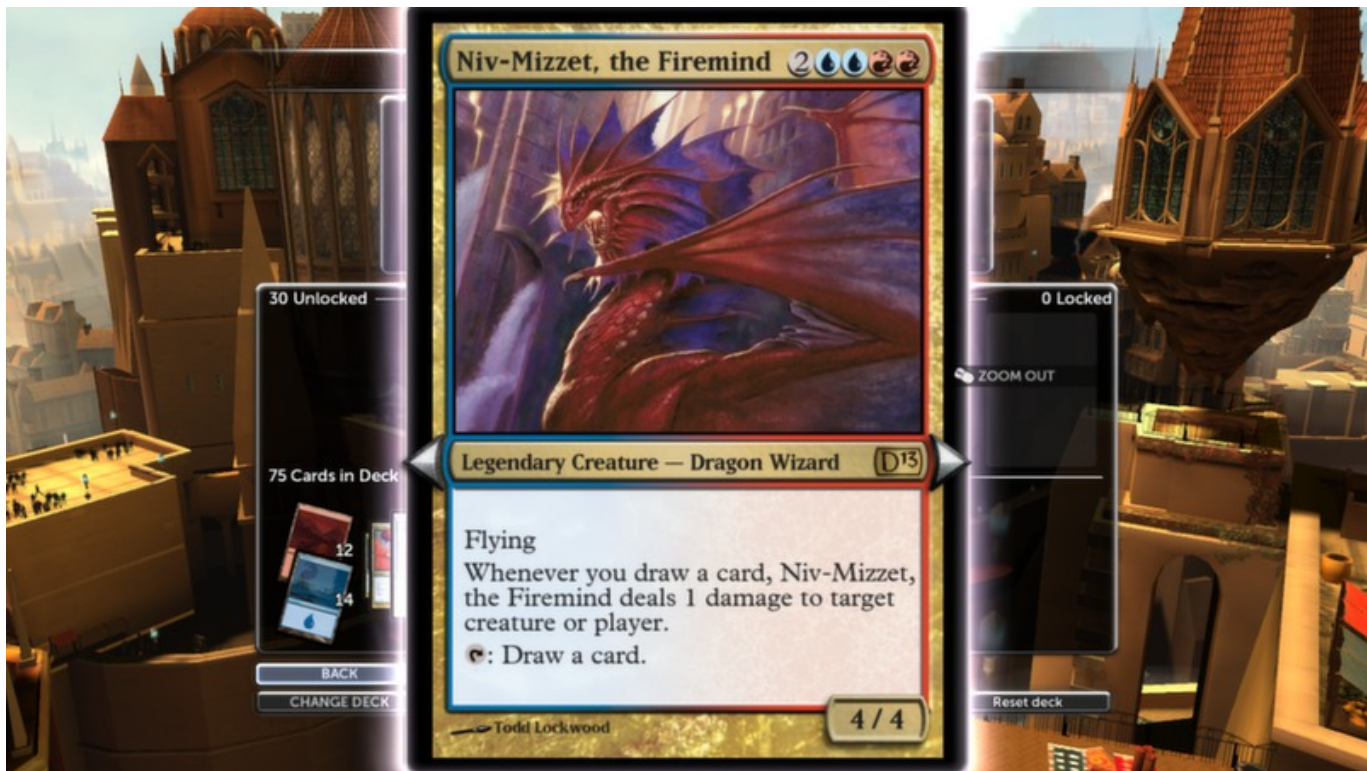 Niv-Mizzet, the Firemind 2
30 Unlocked
0 Locked
ZOOM OUT
Legendary Creature — Dragon Wizard D13
75 Cards in Deck
12
14
Flying
Whenever you draw a card, Niv-Mizzet,
the Firemind deals 1 damage to target
creature or player.
: Draw a card.
BACK
CHANGE DECK
Reset deck
Todd Lockwood
4 / 4